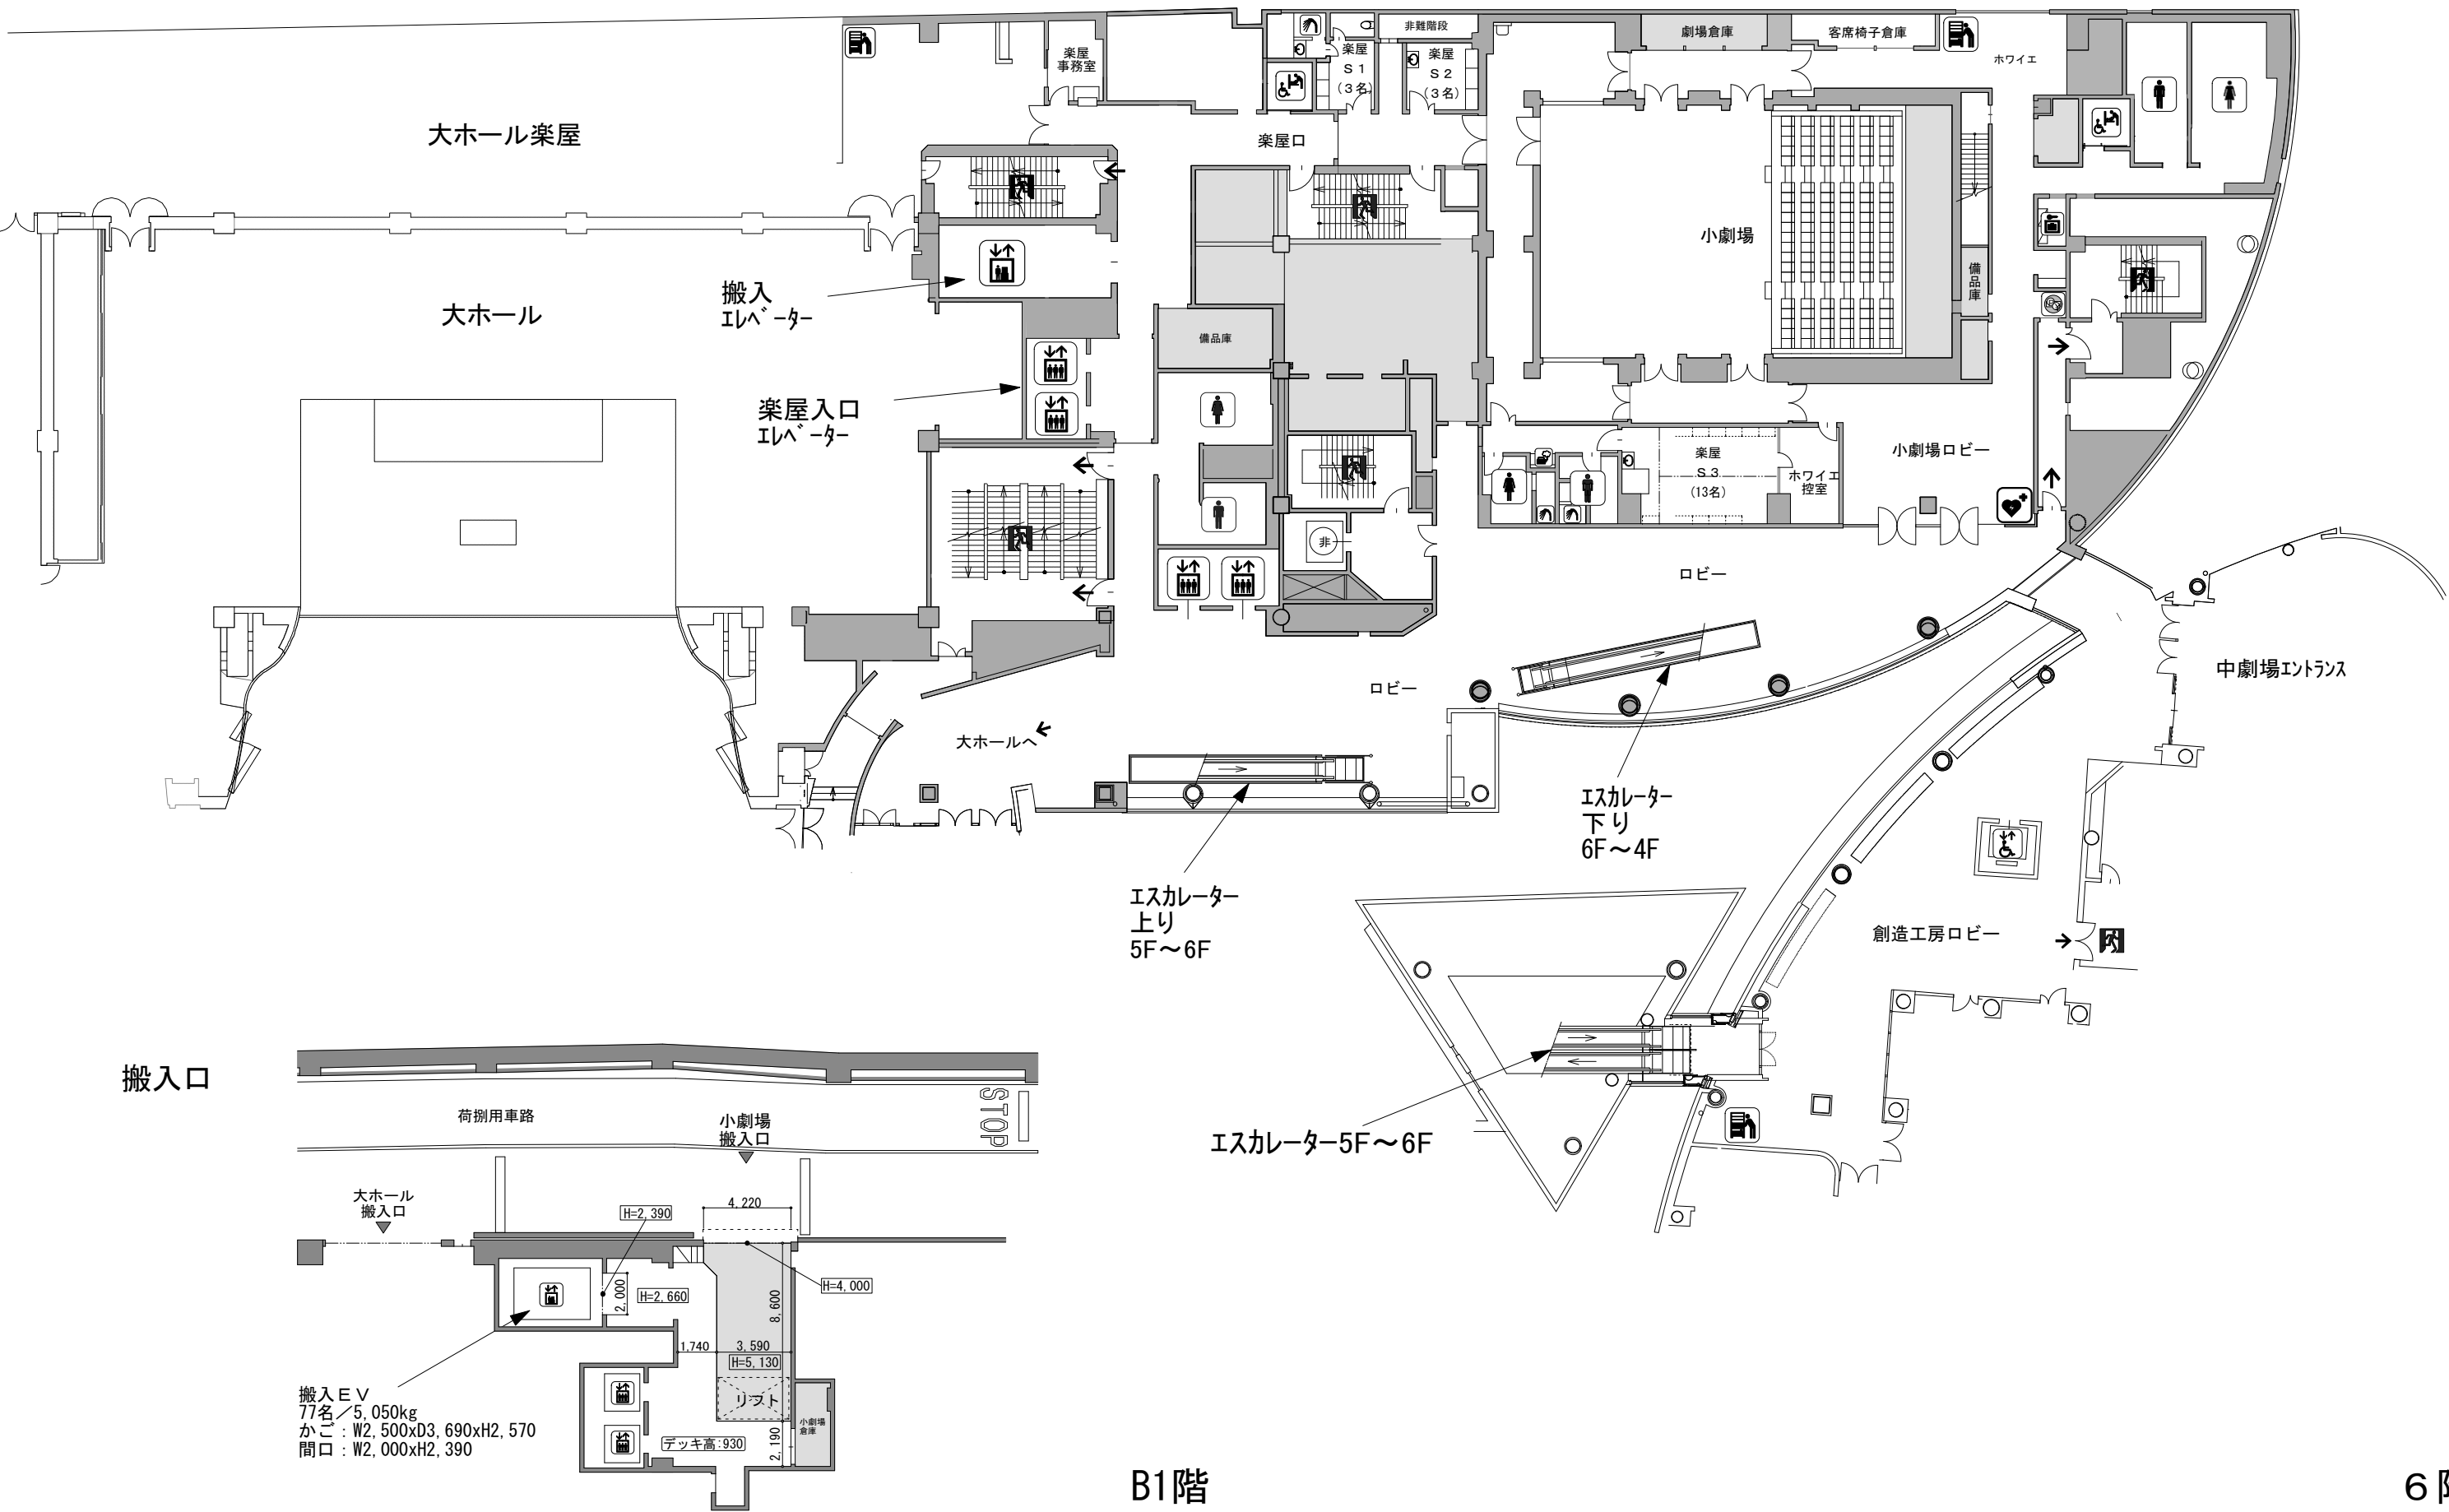 非難階段
劇場倉庫
客席椅子倉庫
楽屋
事務室
楽屋
S1
(3名)
楽屋
S2
(3名)
ホワイエ
大ホール楽屋
楽屋口
小劇場
備品庫
搬入
エレベーター
大ホール
備品庫
楽屋入口
エレベーター
楽屋
S3
(13名)
ホワイエ
控室
小劇場ロビー
非
ロビー
中劇場エントランス
ロビー
大ホールへ
エスカレーター
下り
6F~4F
エスカレーター
上り
5F~6F
創造工房ロビー
エスカレーター5F~6F
搬入口
荷捌用車路
小劇場
搬入口
STOP
大ホール
搬入口
4,220
H=2,390
H=4,000
2,000
H=2,660
8,600
1,740
3,590
H=5,130
リフト
小劇場
倉庫
デッキ高:930
2,190
搬入EV
77名/5,050kg
かご:W2,500xD3,690xH2,570
間口:W2,000xH2,390
B1階
6階